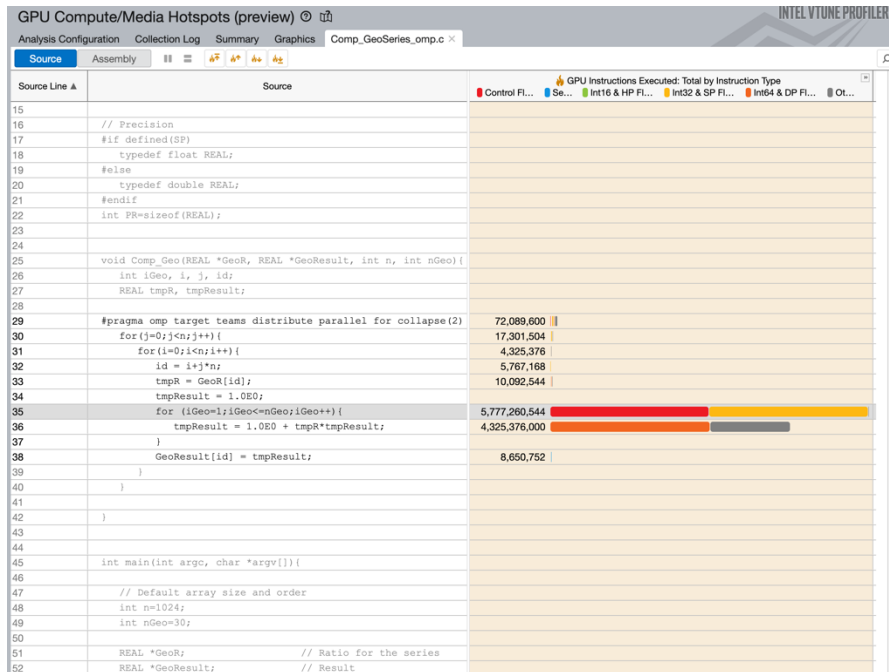 GPU Compute/Media Hotspots (preview)
INTEL VTUNE PROFILER
Analysis Configuration Collection Log Summary Graphics Comp_GeoSeries_omp.c ×
Source Assembly
Source Line ▲ Source GPU Instructions Executed: Total by Instruction Type
Control Fl... Se... Int16 & HP Fl... Int32 & SP Fl... Int64 & DP Fl... Ot...
15
16 // Precision
17 #if defined(SP)
18 typedef float REAL;
19 #else
20 typedef double REAL;
21 #endif
22 int PR=sizeof(REAL);
23
24
25 void Comp_Geo(REAL *GeoR, REAL *GeoResult, int n, int nGeo){
26 int iGeo, i, j, id;
27 REAL tmpR, tmpResult;
28
29 #pragma omp target teams distribute parallel for collapse(2) 72,089,600
30 for(j=0;j<n;j++){ 17,301,504
31 for(i=0;i<n;i++){ 4,325,376
32 id = i+j*n; 5,767,168
33 tmpR = GeoR[id]; 10,092,544
34 tmpResult = 1.0E0;
35 for (iGeo=1;iGeo<=nGeo;iGeo++){ 5,777,260,544
36 tmpResult = 1.0E0 + tmpR*tmpResult; 4,325,376,000
37 }
38 GeoResult[id] = tmpResult; 8,650,752
39 }
40 }
41
42 }
43
44
45 int main(int argc, char *argv[]){
46
47 // Default array size and order
48 int n=1024;
49 int nGeo=30;
50
51 REAL *GeoR; // Ratio for the series
52 REAL *GeoResult; // Result